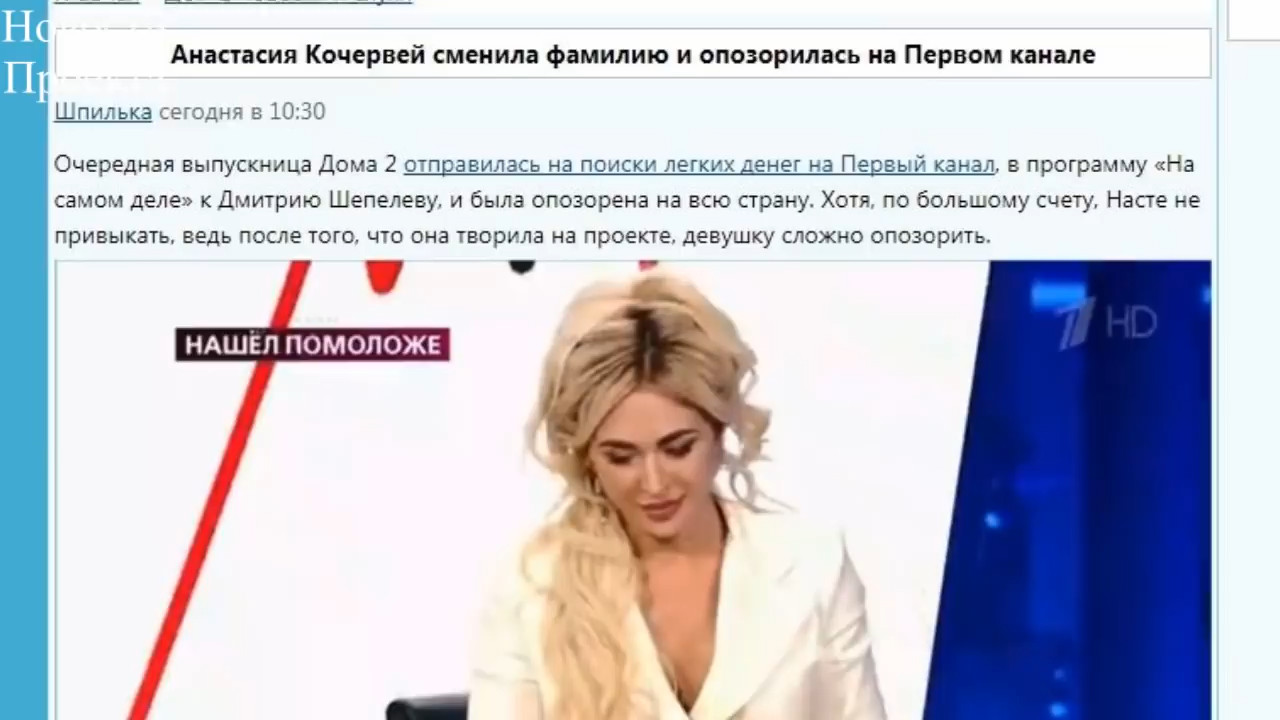 Анастасия Кочервей сменила фамилию и опозорилась на Первом канале
Шпилька сегодня в 10:30
Очередная выпускница Дома 2 отправилась на поиски легких денег на Первый канал, в программу «На
самом деле» к Дмитрию Шепелеву, и была опозорена на всю страну. Хотя, по большому счету, Насте не
привыкать, ведь после того, что она творила на проекте, девушку сложно опозорить.
НАШЁЛ ПОМОЛОЖЕ
HD